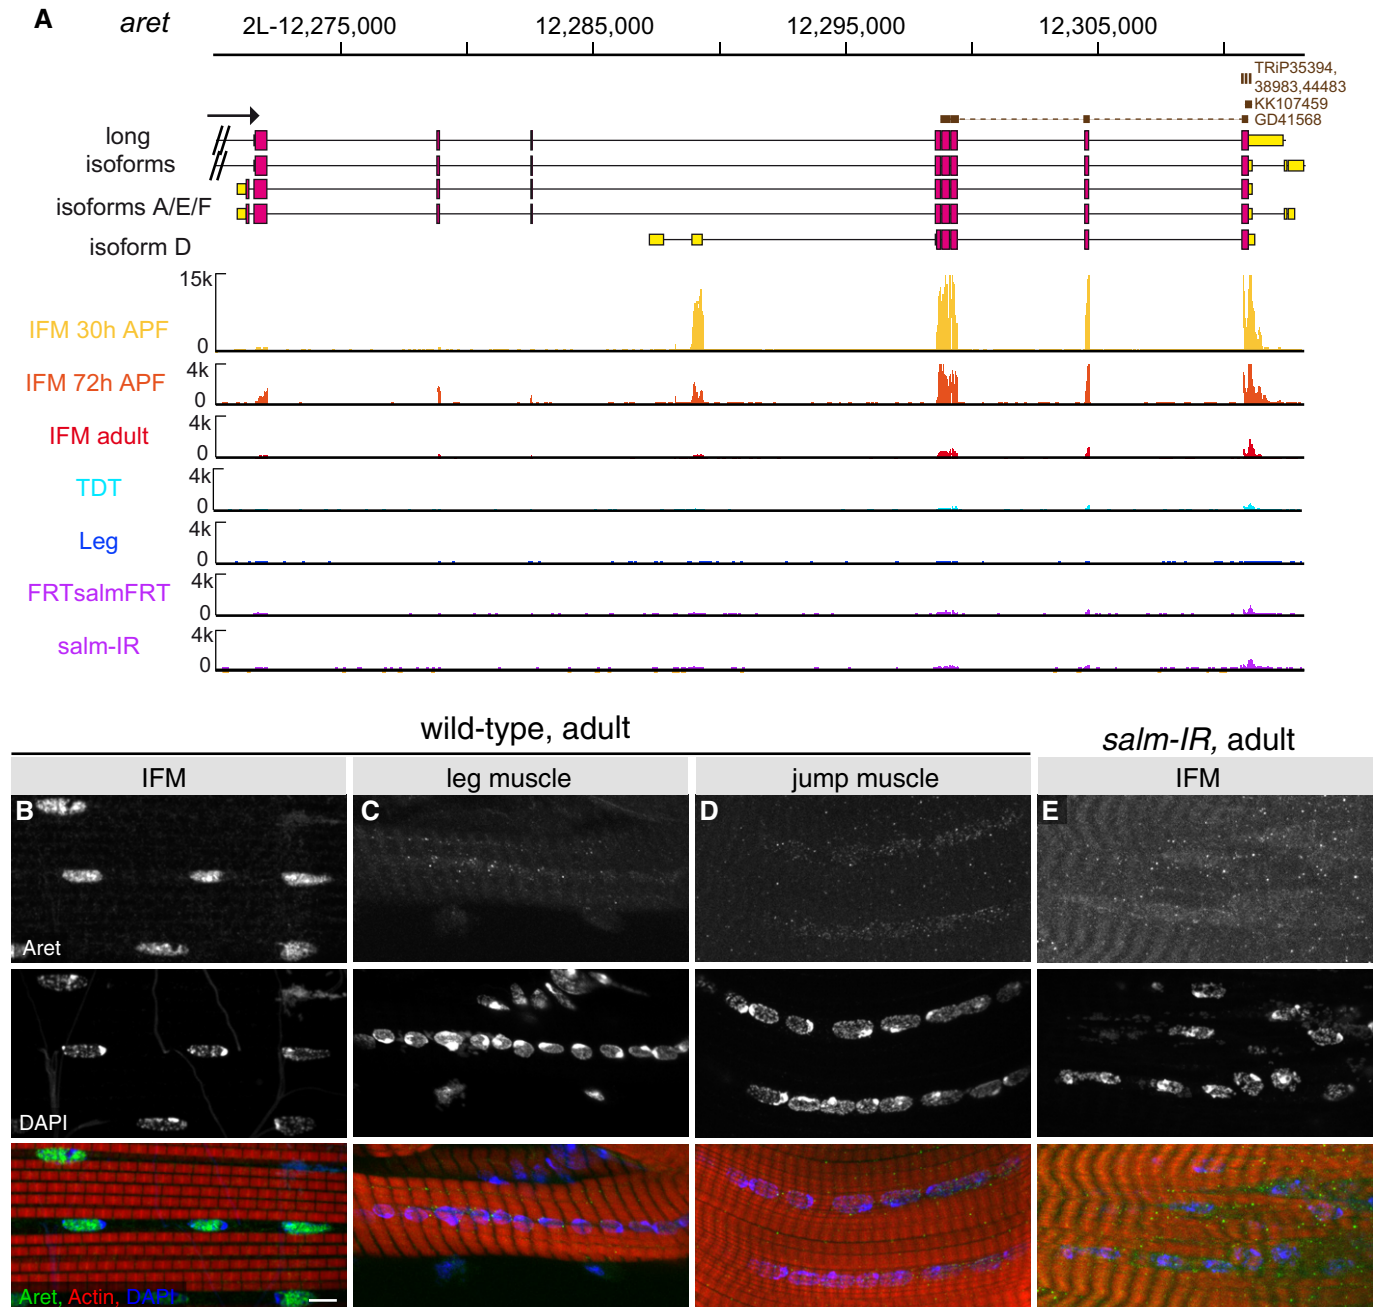 A
aret
2L-12,275,000
12,285,000
12,295,000
12,305,000
TRiP35394,
38983,44483
KK107459
GD41568
long
isoforms
isoforms A/E/F
isoform D
15k
0
IFM 30h APF
4k
0
IFM 72h APF
4k
0
IFM adult
4k
0
TDT
4k
0
Leg
4k
0
FRTsalmFRT
4k
0
salm-IR
wild-type, adult
salm-IR, adult
IFM
leg muscle
jump muscle
IFM
B
C
D
E
Aret
DAPI
Aret, Actin, DAPI